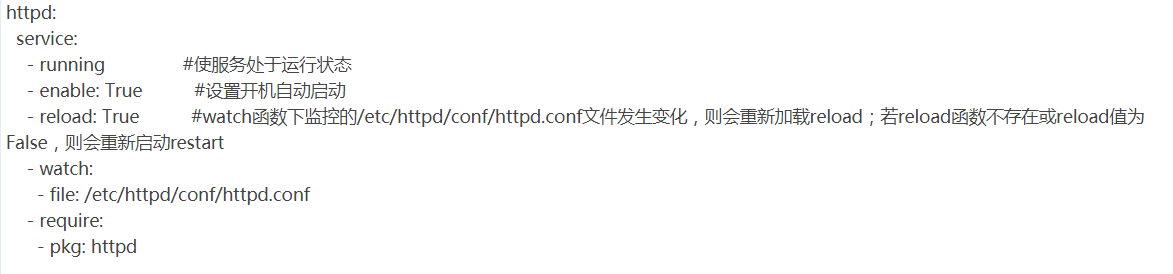 httpd:
  service:
    - running                #使服务处于运行状态
    - enable: True           #设置开机自动启动
    - reload: True           #watch函数下监控的/etc/httpd/conf/httpd.conf文件发生变化，则会重新加载reload；若reload函数不存在或reload值为
False，则会重新启动restart
    - watch:
      - file: /etc/httpd/conf/httpd.conf
    - require:
      - pkg: httpd